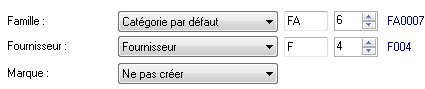 Famille : Catégorie par défaut FA 6 FA0007
Fournisseur : Fournisseur F 4 F004
Marque : Ne pas créer